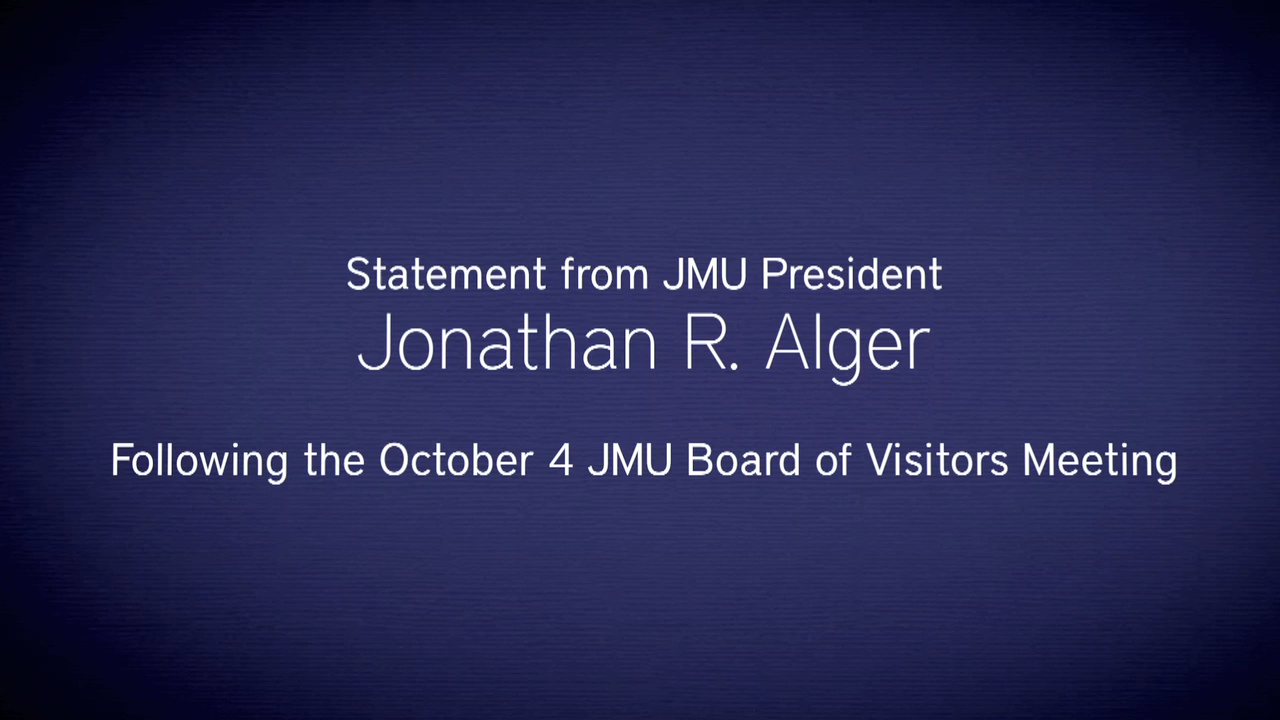 Statement from JMU President
Jonathan R. Alger
Following the October 4 JMU Board of Visitors Meeting